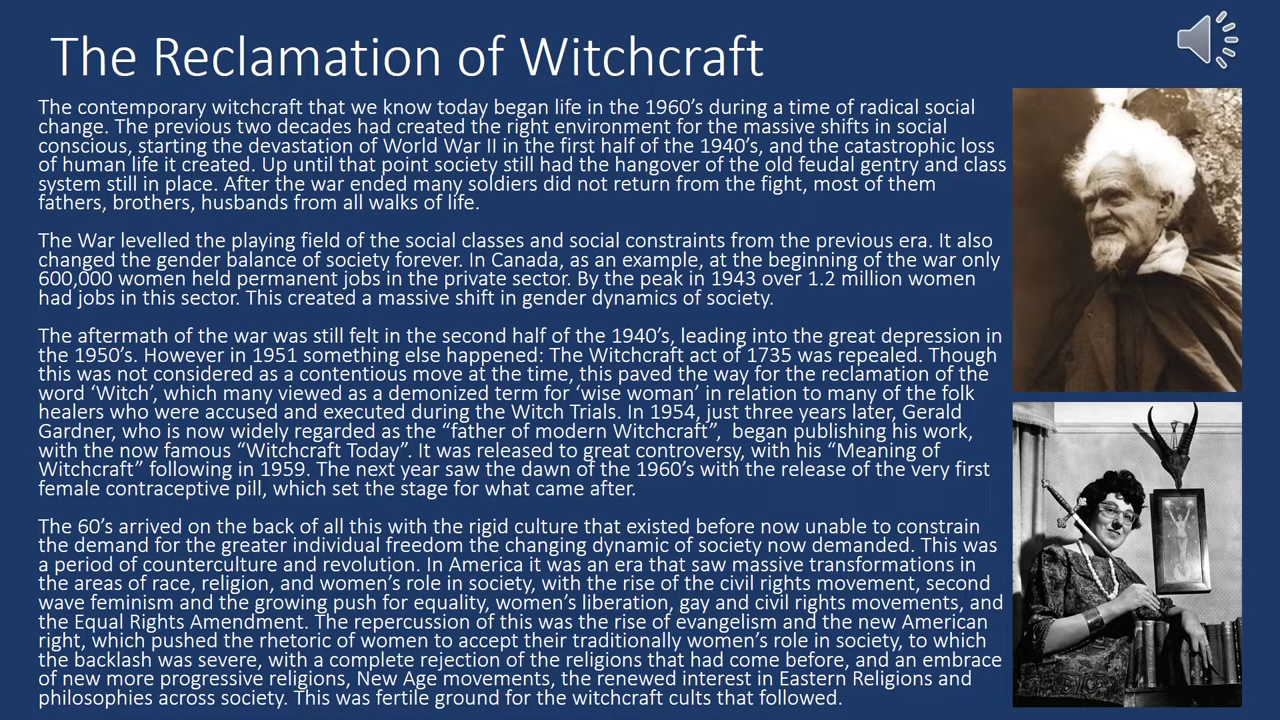 The Reclamation of Witchcraft
The contemporary witchcraft that we know today began life in the 1960's during a time of radical social
change. The previous two decades had created the right environment for the massive shifts in social
conscious, starting the devastation of World War II in the first half of the 1940's, and the catastrophic loss
of human life it created. Up until that point society still had the hangover of the old feudal gentry and class
system still in place. After the war ended many soldiers did not return from the fight, most of them
fathers, brothers, husbands from all walks of life.
The War levelled the playing field of the social classes and social constraints from the previous era. It also
changed the gender balance of society forever. In Canada, as an example, at the beginning of the war only
600,000 women held permanent jobs in the private sector. By the peak in 1943 over 1.2 million women
had jobs in this sector. This created a massive shift in gender dynamics of society.
The aftermath of the war was still felt in the second half of the 1940's, leading into the great depression in
the 1950's. However in 1951 something else happened: The Witchcraft act of 1735 was repealed. Though
this was not considered as a contentious move at the time, this paved the way for the reclamation of the
word 'Witch', which many viewed as a demonized term for 'wise woman' in relation to many of the folk
healers who were accused and executed during the Witch Trials. In 1954, just three years later, Gerald
Gardner, who is now widely regarded as the "father of modern Witchcraft", began publishing his work,
with the now famous "Witchcraft Today". It was released to great controversy, with his "Meaning of
Witchcraft" following in 1959. The next year saw the dawn of the 1960's with the release of the very first
female contraceptive pill, which set the stage for what came after.
The 60's arrived on the back of all this with the rigid culture that existed before now unable to constrain
the demand for the greater individual freedom the changing dynamic of society now demanded. This was
a period of counterculture and revolution. In America it was an era that saw massive transformations in
the areas of race, religion, and women's role in society, with the rise of the civil rights movement, second
wave feminism and the growing push for equality, women's liberation, gay and civil rights movements, and
the Equal Rights Amendment. The repercussion of this was the rise of evangelism and the new American
right, which pushed the rhetoric of women to accept their traditionally women's role in society, to which
the backlash was severe, with a complete rejection of the religions that had come before, and an embrace
of new more progressive religions, New Age movements, the renewed interest in Eastern Religions and
philosophies across society. This was fertile ground for the witchcraft cults that followed.